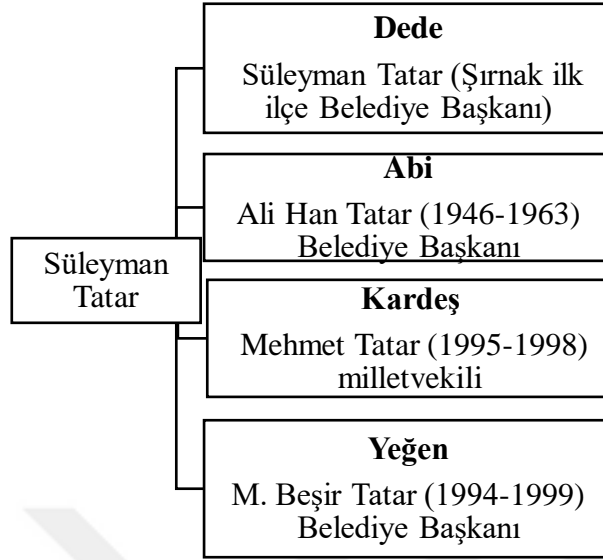 Dede
Süleyman Tatar (Şırnak ilk
ilçe Belediye Başkanı)
Abi
Ali Han Tatar (1946-1963)
Belediye Başkanı
Süleyman
Tatar
Kardeş
Mehmet Tatar (1995-1998)
milletvekili
Yeğen
M. Beşir Tatar (1994-1999)
Belediye Başkanı